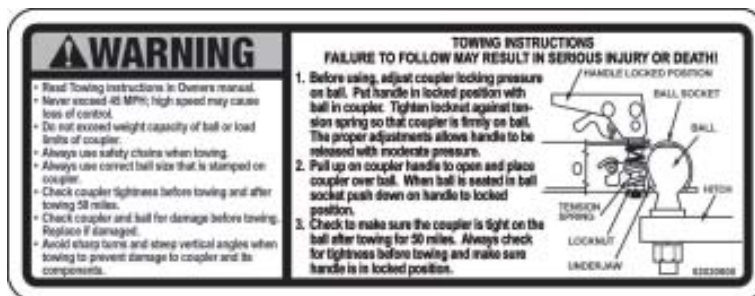 WARNING
• Read Towing Instructions in Owners manual.
• Never exceed 45 MPH; high speed may cause
loss of control.
• Do not exceed weight capacity of ball or load
limits of coupler.
• Always use safety chains when towing.
• Always use correct ball size that is stamped on
coupler.
• Check coupler tightness before towing and after
towing 50 miles.
• Check coupler and ball for damage before towing.
Replace if damaged.
• Avoid sharp turns and steep vertical angles when
towing to prevent damage to coupler and its
components.
TOWING INSTRUCTIONS
FAILURE TO FOLLOW MAY RESULT IN SERIOUS INJURY OR DEATH!
1. Before using, adjust coupler locking pressure
on ball. Put handle in locked position with
ball in coupler. Tighten locknut against ten-
sion spring so that coupler is firmly on ball.
The proper adjustments allows handle to be
released with moderate pressure.
2. Pull up on coupler handle to open and place
coupler over ball. When ball is seated in ball
socket push down on handle to locked
position.
3. Check to make sure the coupler is tight on the
ball after towing for 50 miles. Always check
for tightness before towing and make sure
handle is in locked position.
HANDLE LOCKED POSITION
BALL SOCKET
BALL
HITCH
TENSION
SPRING
LOCKNUT
UNDERJAW